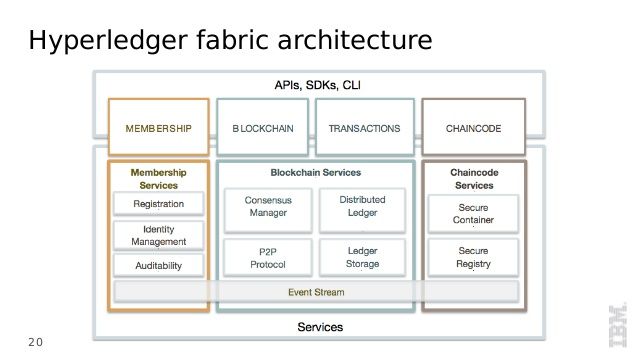 Hyperledger fabric architecture
APIs, SDKs, CLI
MEMBERSHIP
BLOCKCHAIN
TRANSACTIONS
CHAINCODE
Membership
Services
Registration
Identity
Management
Auditability
Blockchain Services
Consensus
Manager
Distributed
Ledger
P2P
Protocol
Ledger
Storage
Chaincode
Services
Secure
Container
Secure
Registry
Event Stream
Services
20
IBM